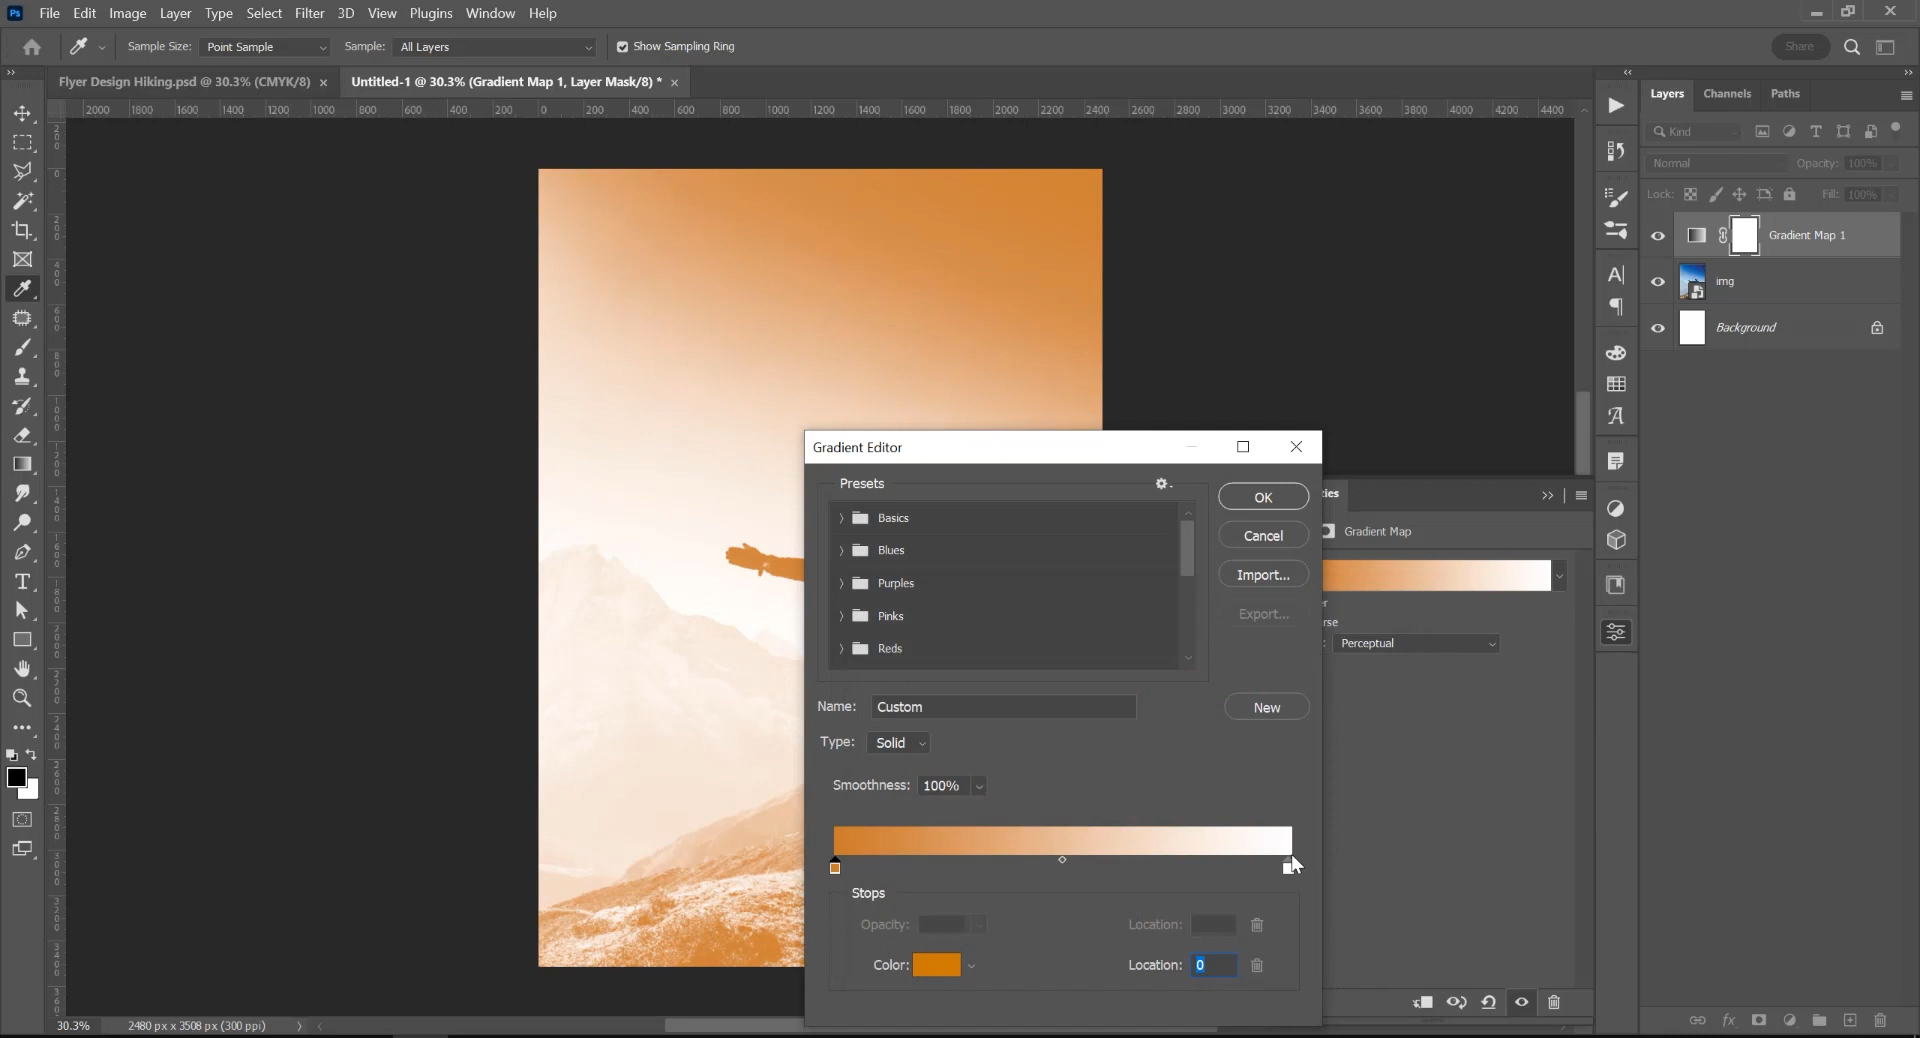 Ps File Edit Image Layer Type Select Filter 3D View Plugins Window Help
Sample Size: Point Sample Sample: All Layers Show Sampling Ring Share
Flyer Design Hiking.psd @ 30.3% (CMYK/8) × Untitled-1 @ 30.3% (Gradient Map 1, Layer Mask/8) * ×
2000 1800 1600 1400 1200 1000 800 600 400 200 0 200 400 600 800 1000 1200 1400 1600 1800 2000 2200 2400 2600 2800 3000 3200 3400 3600 3800 4000 4200 4400
Layers Channels Paths
Kind
Normal Opacity: 100%
Lock: Fill: 100%
Gradient Map 1
img
Background
Gradient Editor
Presets
Basics
Blues
Purples
Pinks
Reds
OK
Cancel
Import...
Export...
Name: Custom New
Type: Solid
Smoothness: 100%
Stops
Opacity: Location:
Color: Location: 0
ties
Gradient Map
er
rse
: Perceptual
30.3% 2480 px x 3508 px (300 ppi)